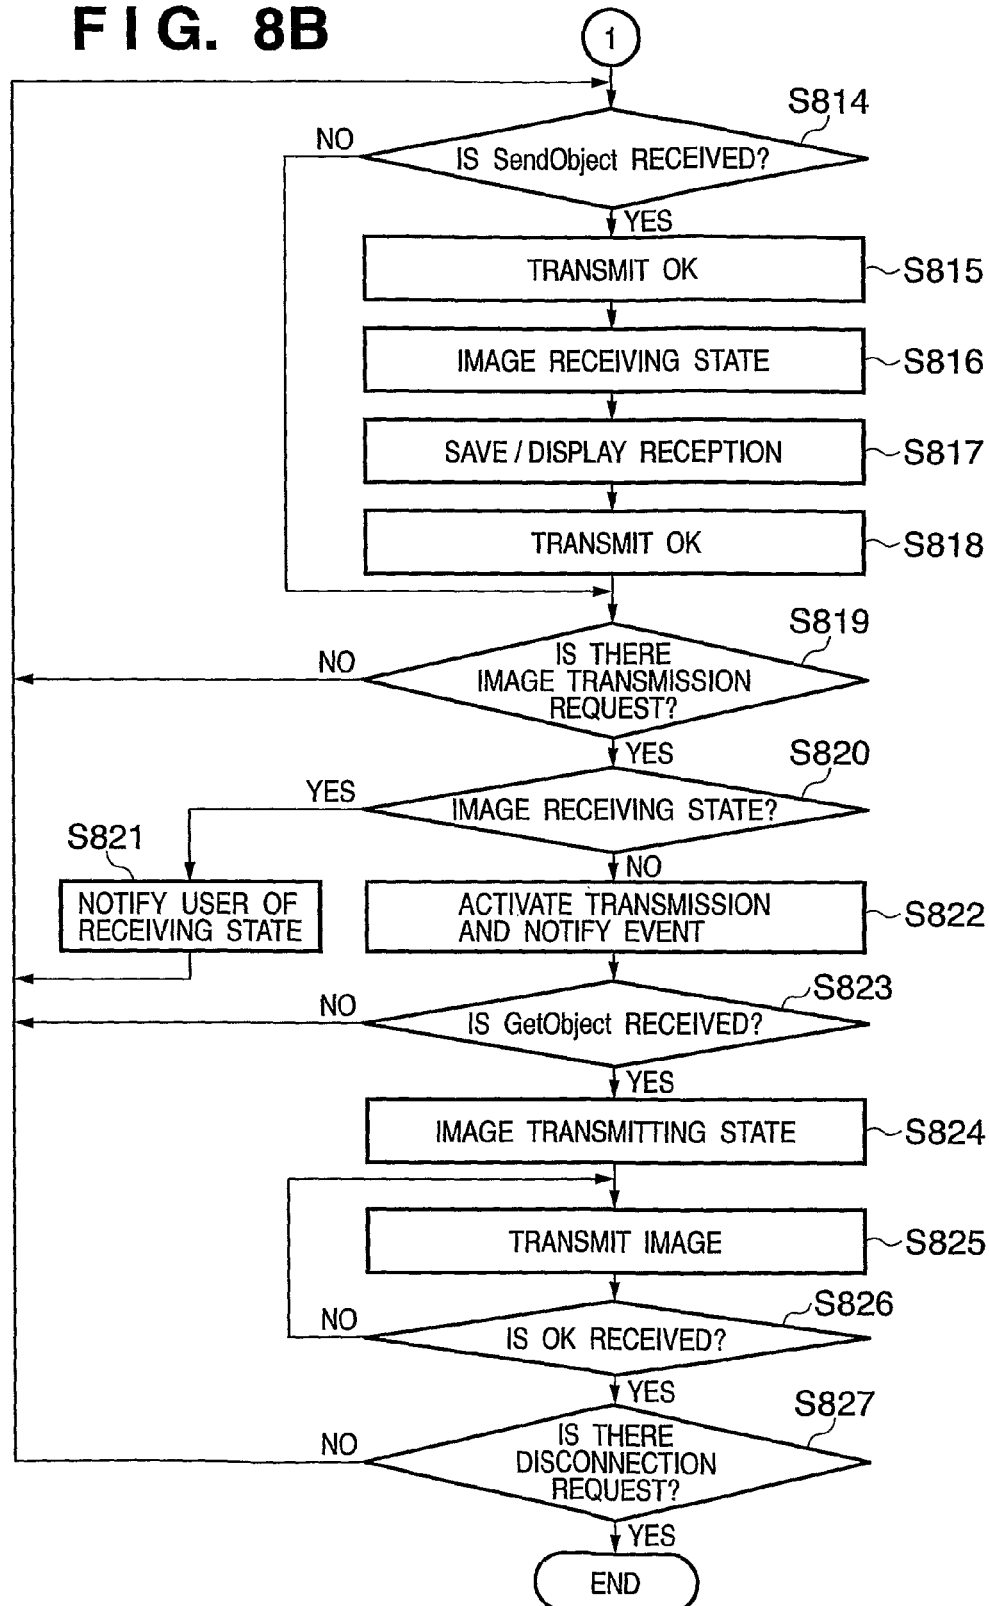 FIG. 8B
1
S814
NO
IS SendObject RECEIVED?
YES
TRANSMIT OK
S815
IMAGE RECEIVING STATE
S816
SAVE / DISPLAY RECEPTION
S817
TRANSMIT OK
S818
S819
NO
IS THERE
IMAGE TRANSMISSION
REQUEST?
YES
S820
YES
IMAGE RECEIVING STATE?
S821
NO
NOTIFY USER OF
RECEIVING STATE
ACTIVATE TRANSMISSION
AND NOTIFY EVENT
S822
S823
NO
IS GetObject RECEIVED?
YES
IMAGE TRANSMITTING STATE
S824
TRANSMIT IMAGE
S825
S826
NO
IS OK RECEIVED?
YES
S827
NO
IS THERE
DISCONNECTION
REQUEST?
YES
END